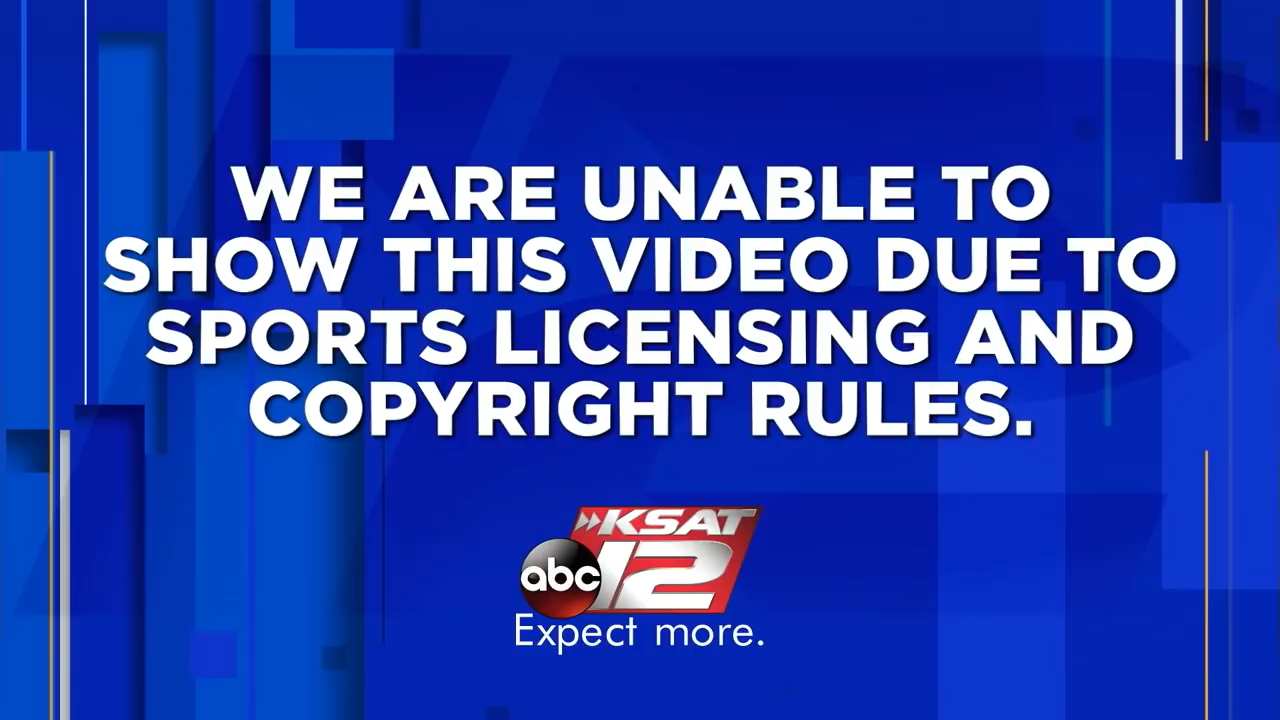 WE ARE UNABLE TO
SHOW THIS VIDEO DUE TO
SPORTS LICENSING AND
COPYRIGHT RULES.
KSAT
abc 12
Expect more.